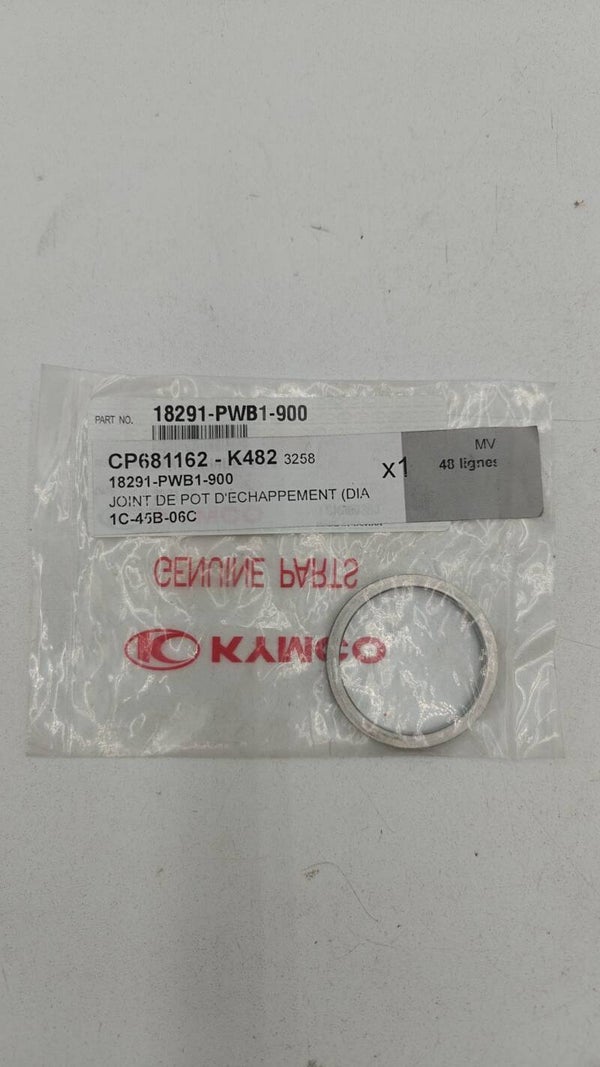 PART NO. 18291-PWB1-900
CP681162 - K482 3258
18291-PWB1-900
JOINT DE POT D'ECHAPPEMENT (DIA
1C-45B-06C
x1
MV
48 lignes
GENUINE PARTS
KYMCO